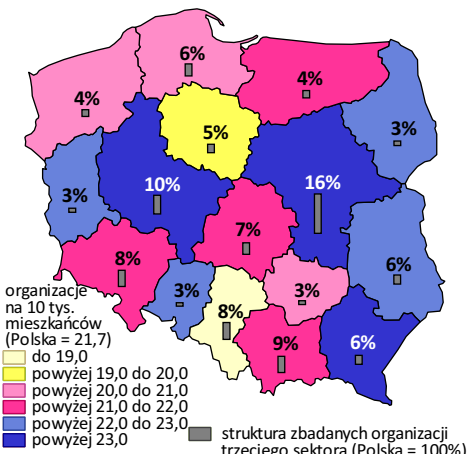 6%
4%
4%
5%
3%
10%
16%
3%
7%
8%
6%
3%
3%
8%
6%
9%
organizacje
na 10 tys.
mieszkańców
(Polska = 21,7)
do 19,0
powyżej 19,0 do 20,0
powyżej 20,0 do 21,0
powyżej 21,0 do 22,0
powyżej 22,0 do 23,0
powyżej 23,0
struktura zbadanych organizacji
trzeciego sektora (Polska = 100%)